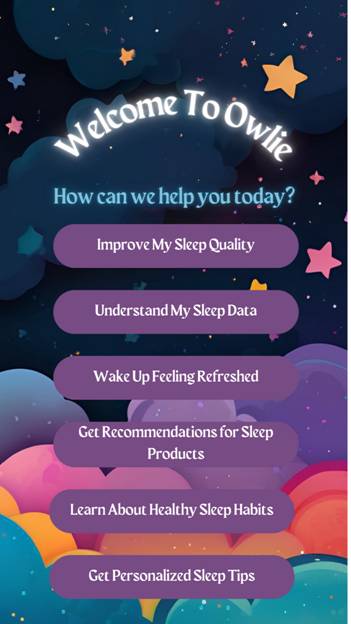 Welcome To Owlie
How can we help you today?
Improve My Sleep Quality
Understand My Sleep Data
Wake Up Feeling Refreshed
Get Recommendations for Sleep
Products
Learn About Healthy Sleep Habits
Get Personalized Sleep Tips